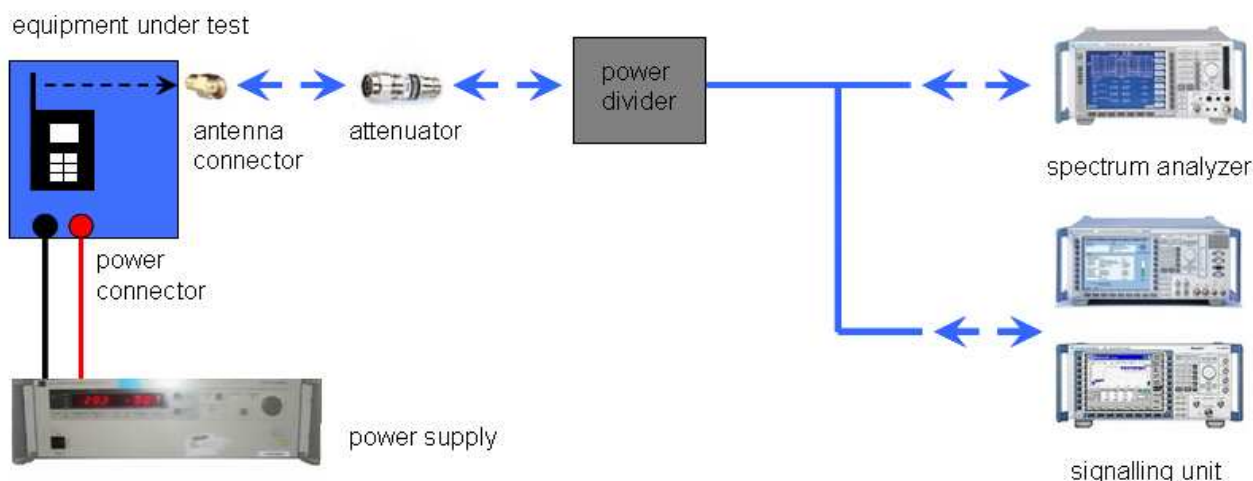 equipment under test
antenna
connector
attenuator
power
divider
spectrum analyzer
power
connector
power supply
signalling unit